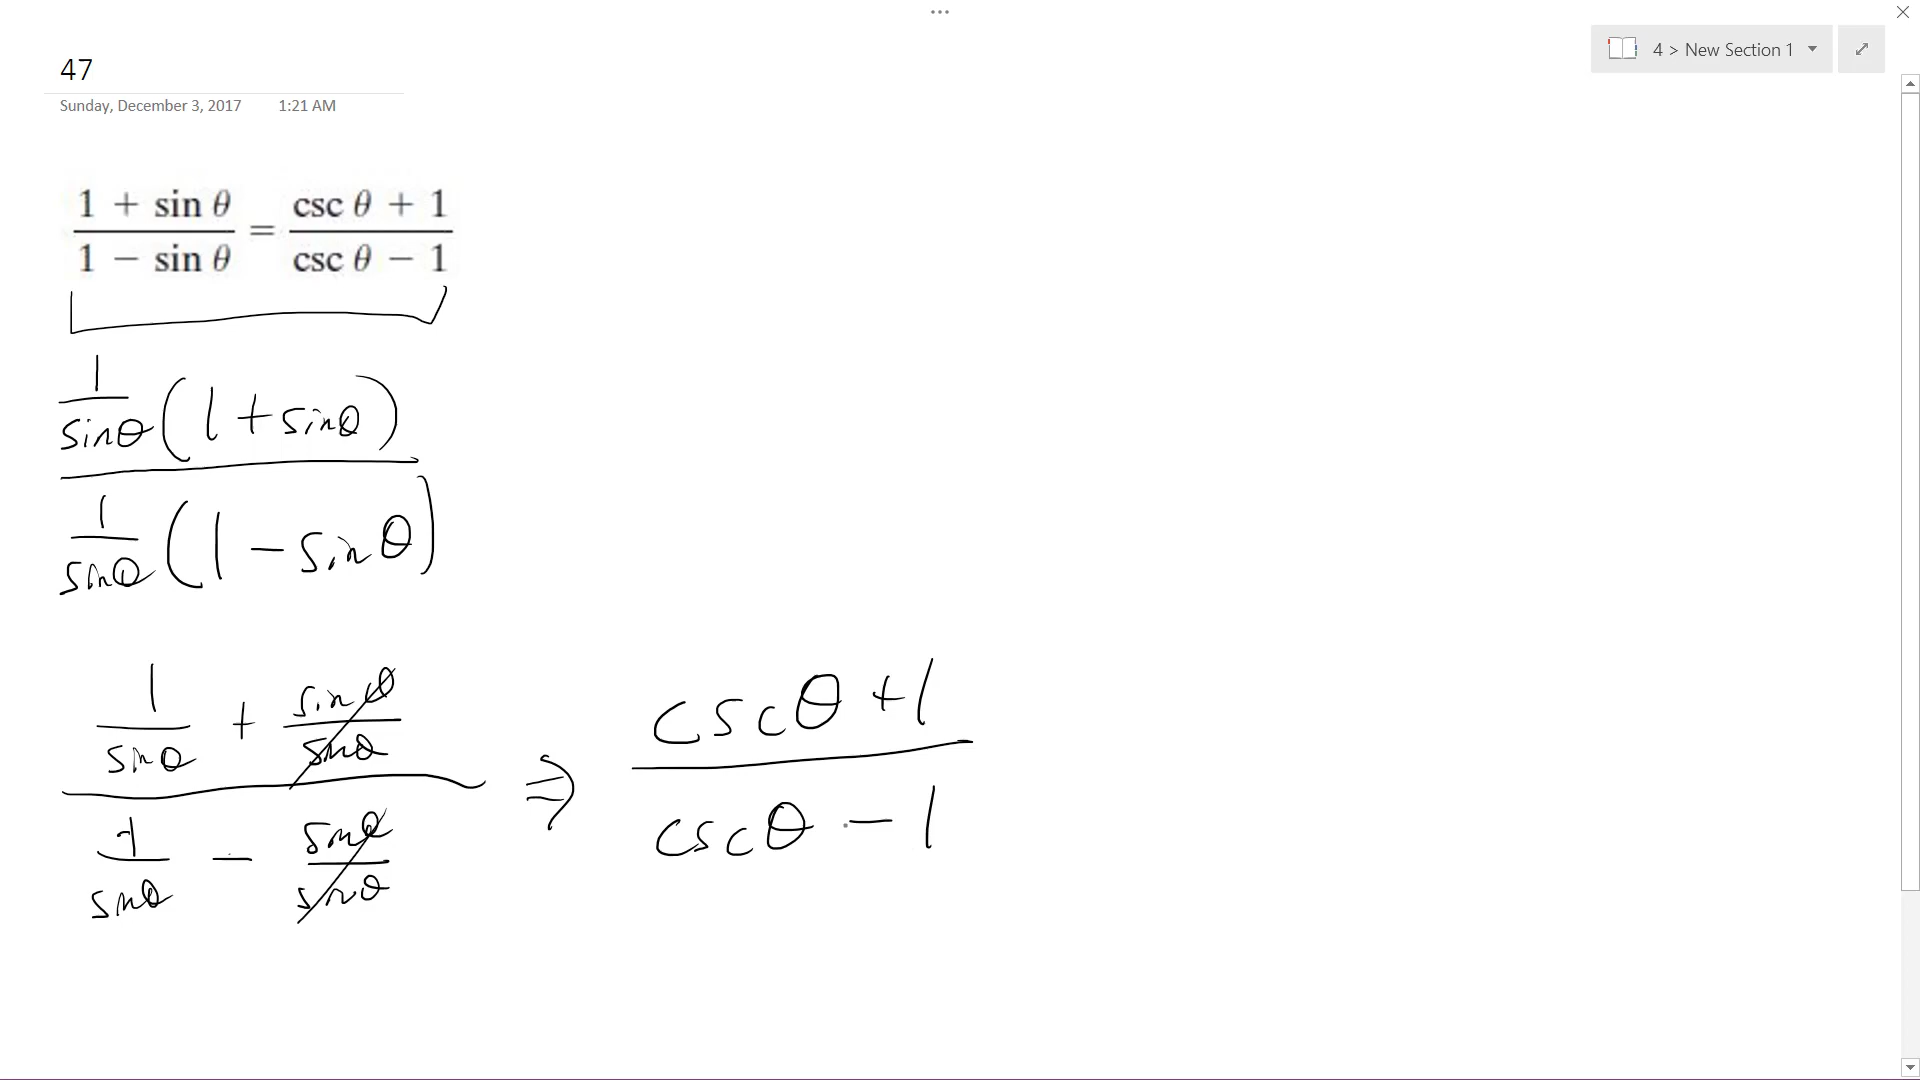 ...
4 > New Section 1
47
Sunday, December 3, 2017 1:21 AM
1 + sin θ / 1 − sin θ = csc θ + 1 / csc θ − 1
1/sinθ (1 + sinθ)
1/sinθ (1 − sinθ)
1/sinθ + sinθ/sinθ ⇒ cscθ + 1
1/sinθ − sinθ/sinθ cscθ − 1